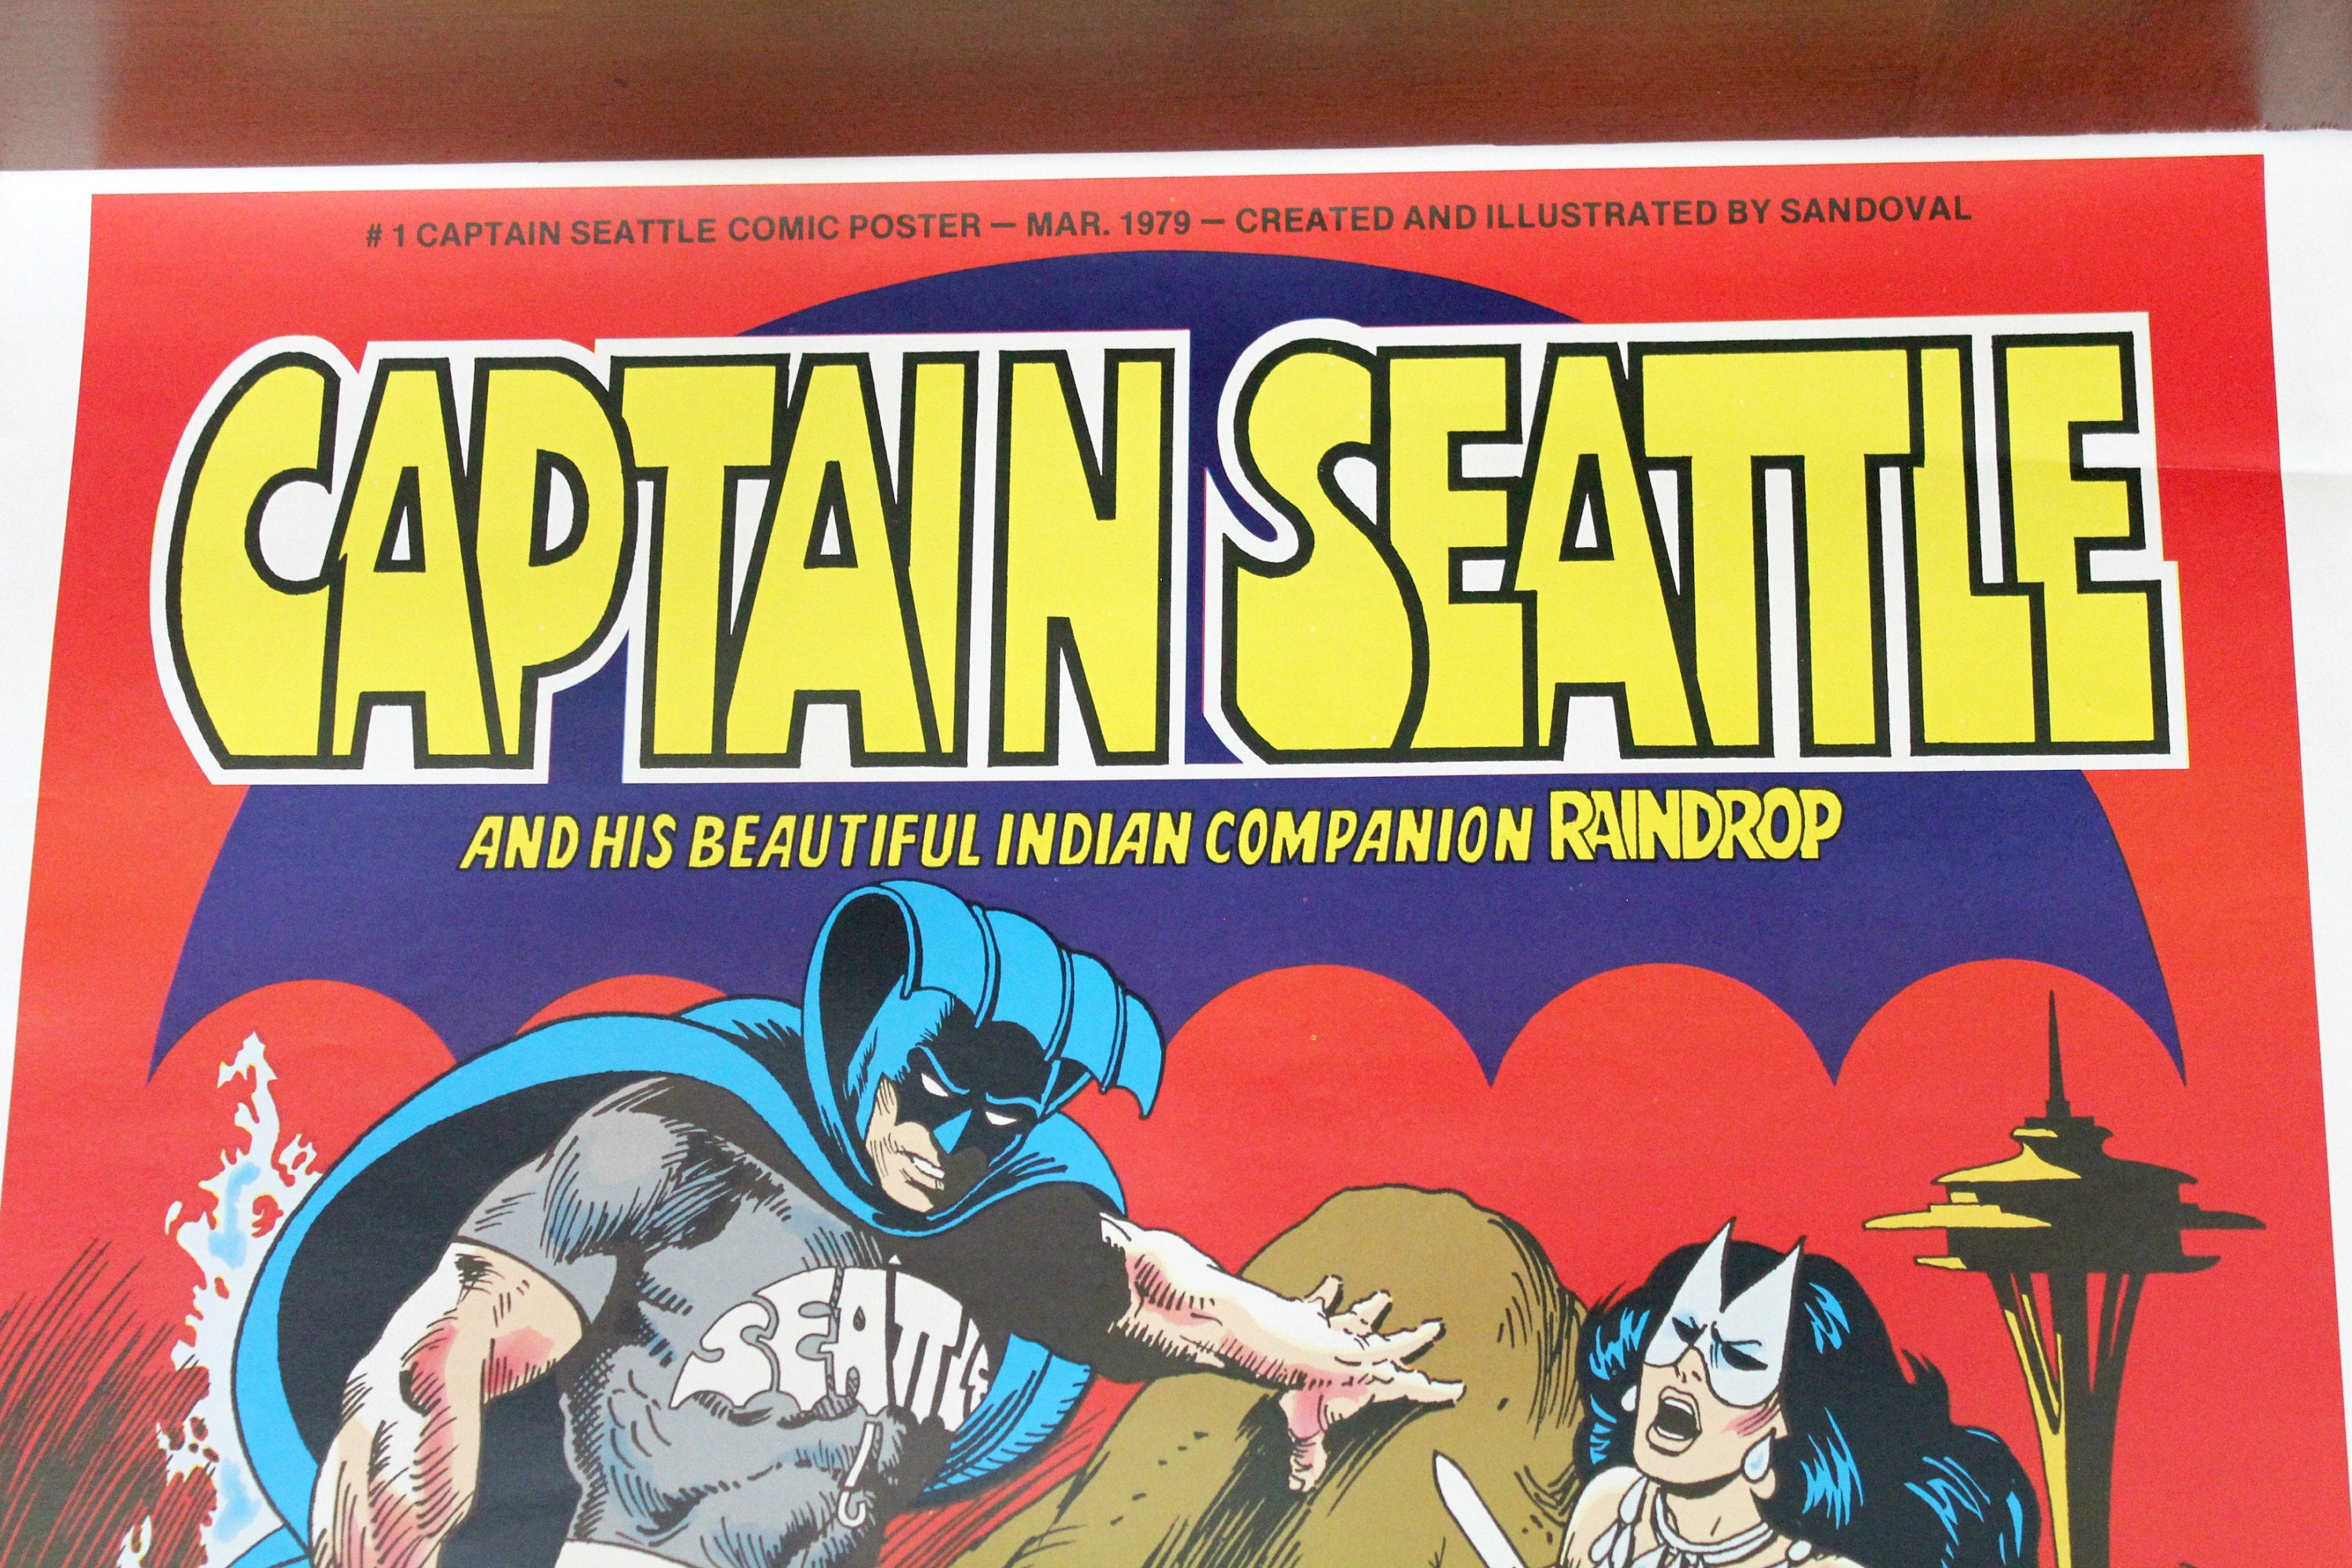 # 1 CAPTAIN SEATTLE COMIC POSTER — MAR. 1979 — CREATED AND ILLUSTRATED BY SANDOVAL
CAPTAIN SEATTLE
AND HIS BEAUTIFUL INDIAN COMPANION RAINDROP
SEATTLE